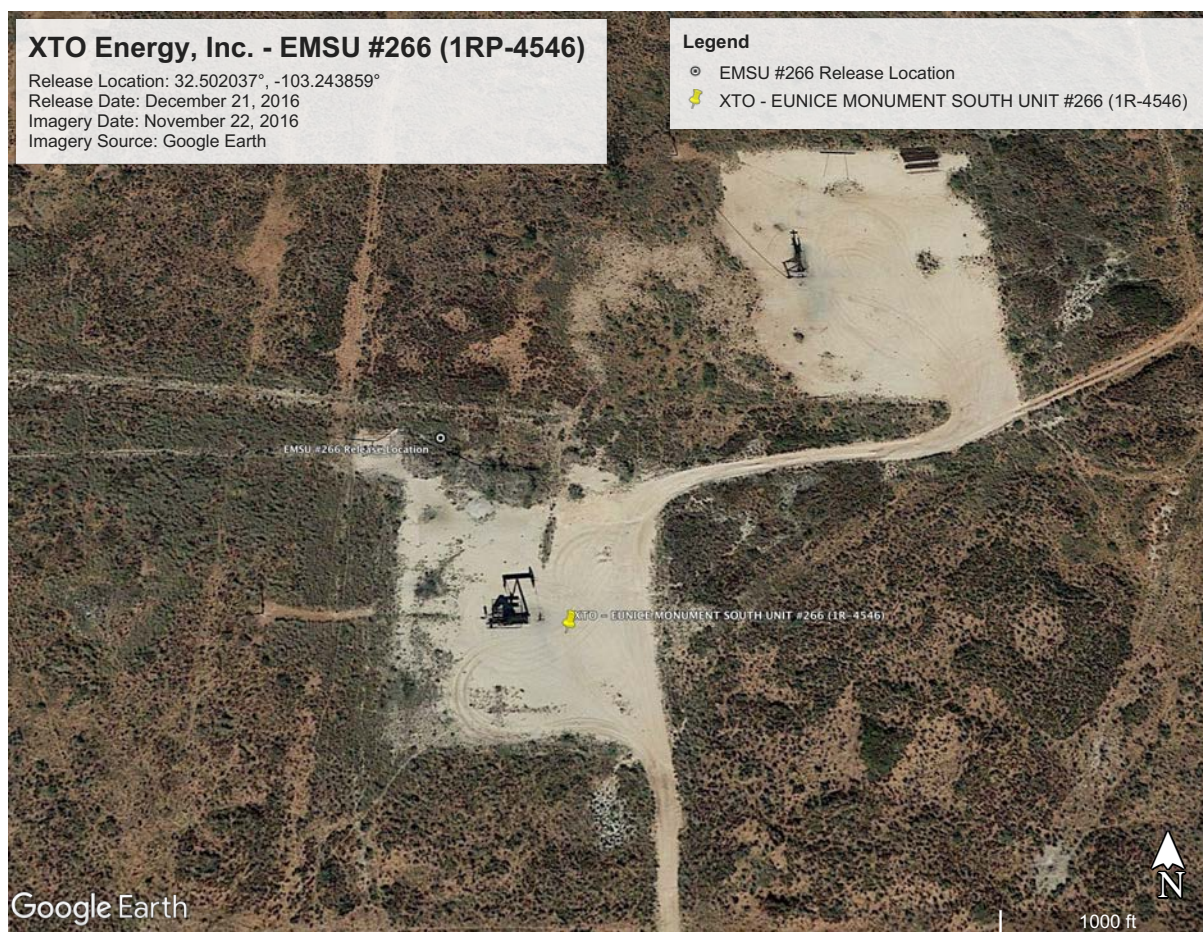 XTO Energy, Inc. - EMSU #266 (1RP-4546)
Release Location: 32.502037°, -103.243859°
Release Date: December 21, 2016
Imagery Date: November 22, 2016
Imagery Source: Google Earth
Legend
EMSU #266 Release Location
XTO - EUNICE MONUMENT SOUTH UNIT #266 (1R-4546)
EMSU #266 Release Location
XTO - EUNICE MONUMENT SOUTH UNIT #266 (1R-4546)
N
Google Earth
1000 ft